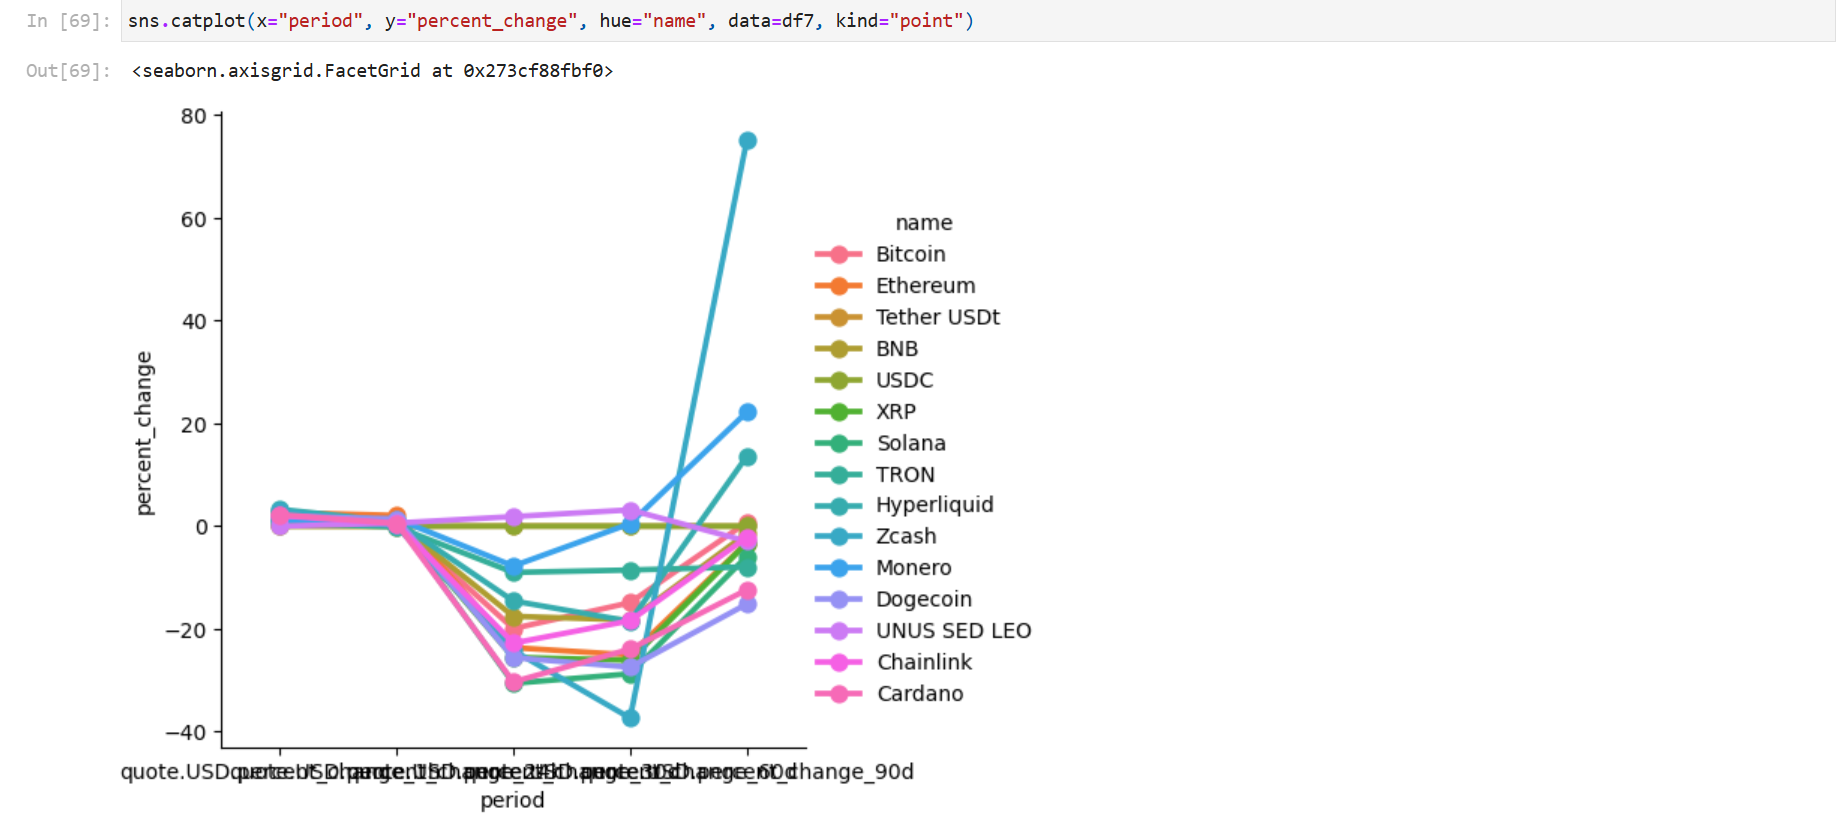 In [69]: sns.catplot(x="period", y="percent_change", hue="name", data=df7, kind="point")
Out[69]: <seaborn.axisgrid.FacetGrid at 0x273cf88fbf0>
80
60
40
20
0
−20
−40
percent_change
name
Bitcoin
Ethereum
Tether USDt
BNB
USDC
XRP
Solana
TRON
Hyperliquid
Zcash
Monero
Dogecoin
UNUS SED LEO
Chainlink
Cardano
period